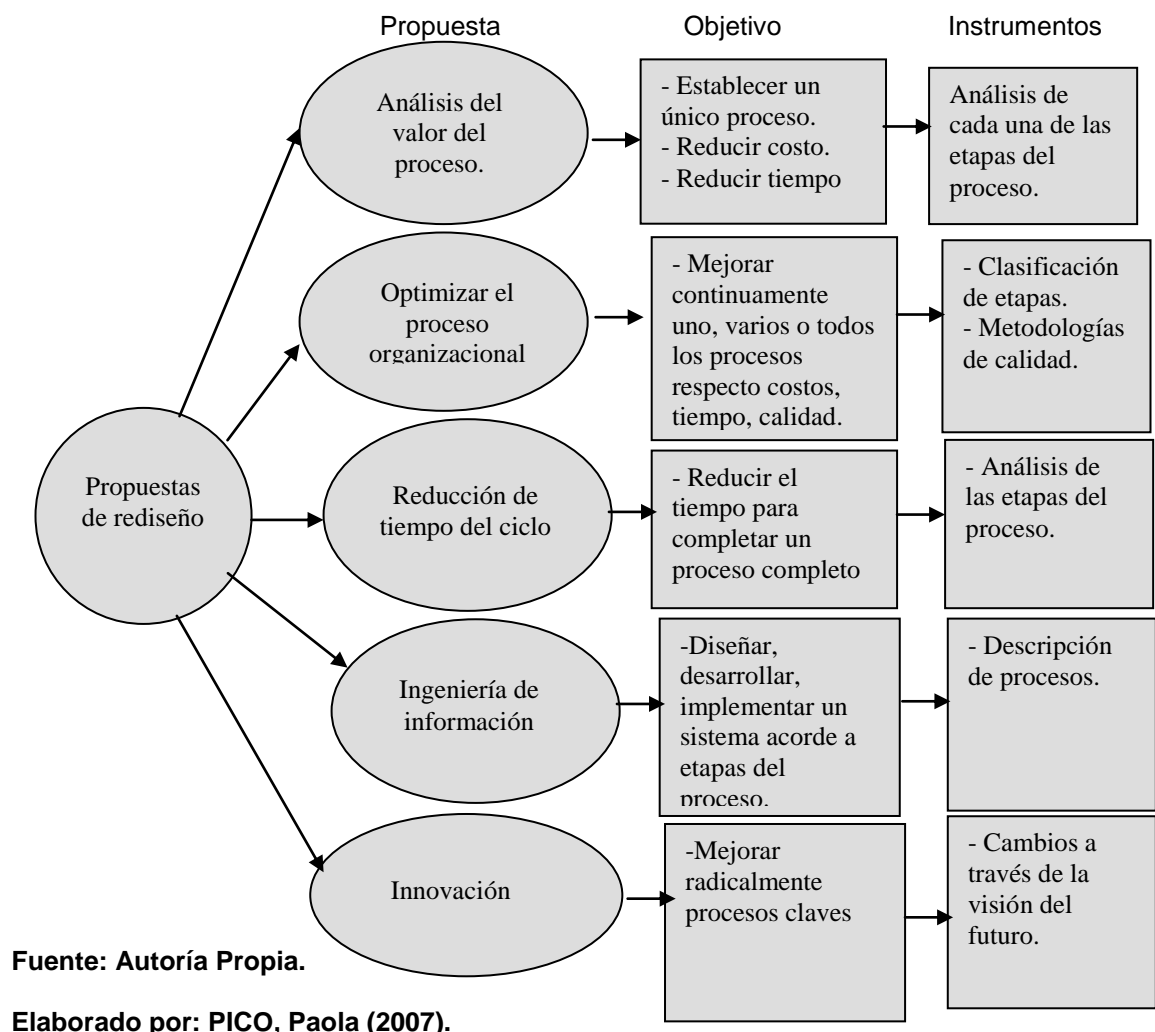 Propuesta
Objetivo
Instrumentos
Análisis del
valor del
proceso.
- Establecer un
único proceso.
- Reducir costo.
- Reducir tiempo
Análisis de
cada una de las
etapas del
proceso.
Optimizar el
proceso
organizacional
- Mejorar
continuamente
uno, varios o todos
los procesos
respecto costos,
tiempo, calidad.
- Clasificación
de etapas.
- Metodologías
de calidad.
Propuestas
de rediseño
Reducción de
tiempo del ciclo
- Reducir el
tiempo para
completar un
proceso completo
- Análisis de
las etapas del
proceso.
Ingeniería de
información
-Diseñar,
desarrollar,
implementar un
sistema acorde a
etapas del
proceso.
- Descripción
de procesos.
Innovación
-Mejorar
radicalmente
procesos claves
- Cambios a
través de la
visión del
futuro.
Fuente: Autoría Propia.
Elaborado por: PICO, Paola (2007).